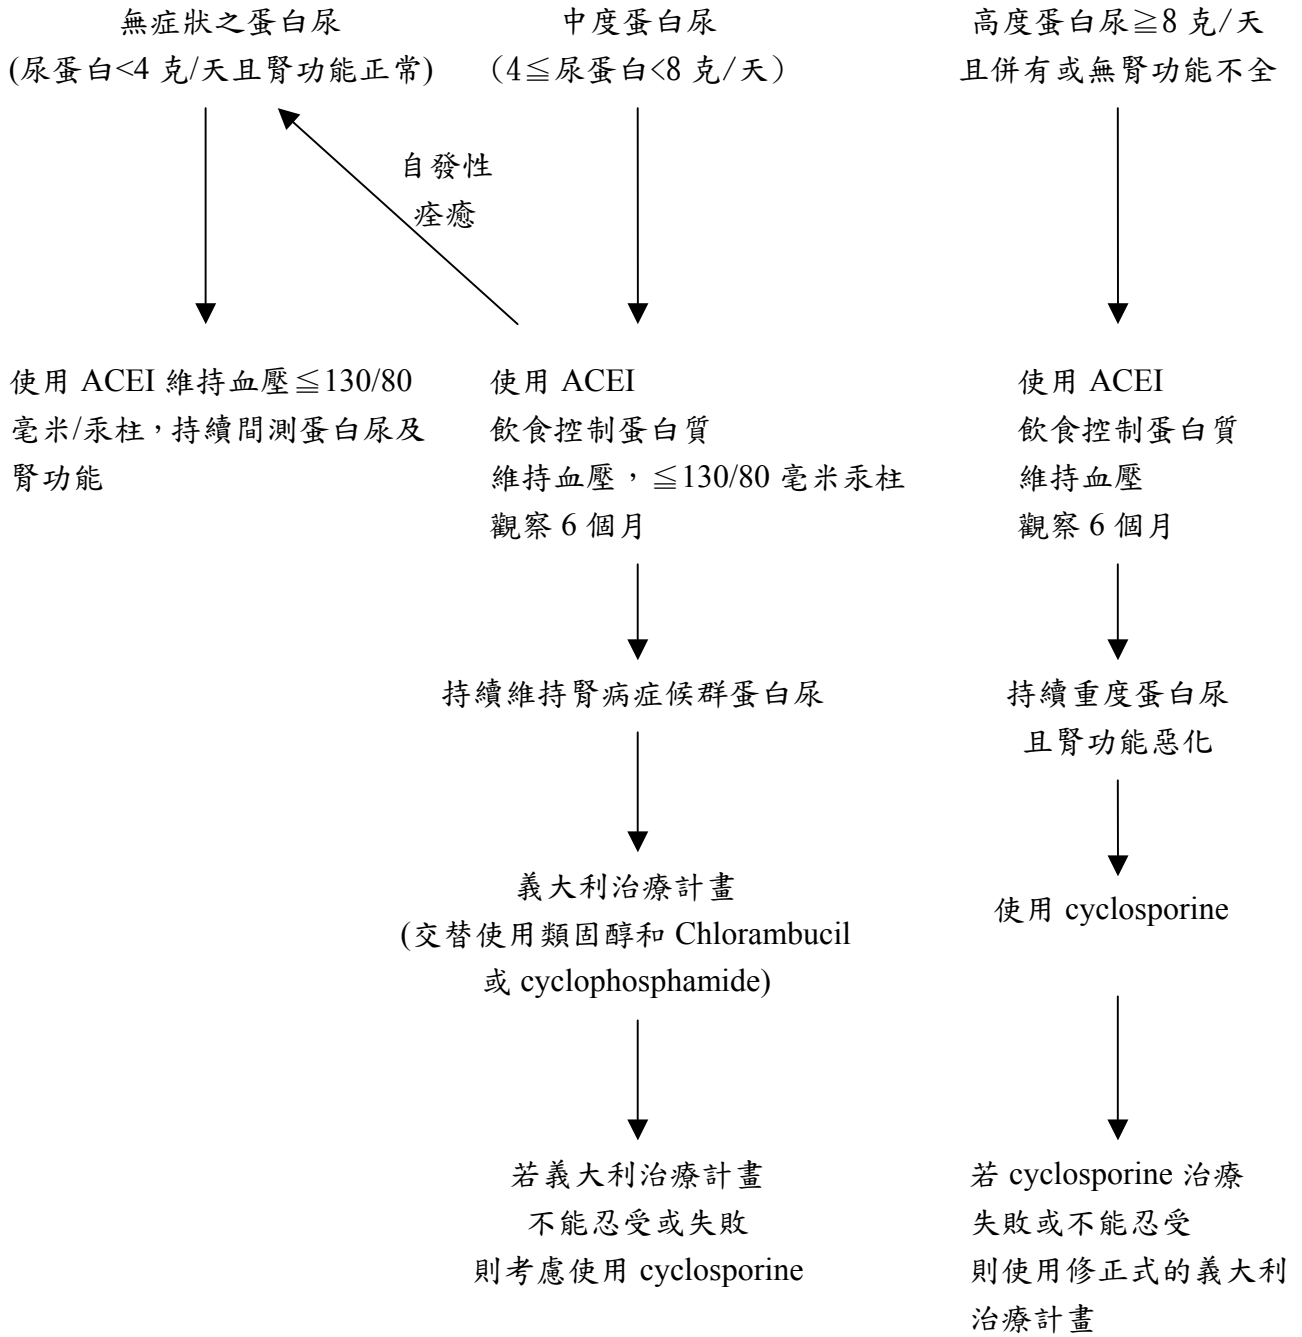 無症狀之蛋白尿
(尿蛋白<4 克/天且腎功能正常)
中度蛋白尿
（4≦尿蛋白<8 克/天）
高度蛋白尿≧8 克/天
且併有或無腎功能不全
自發性
痊癒
使用 ACEI 維持血壓≦130/80
毫米/汞柱，持續間測蛋白尿及
腎功能
使用 ACEI
飲食控制蛋白質
維持血壓，≦130/80 毫米汞柱
觀察 6 個月
使用 ACEI
飲食控制蛋白質
維持血壓
觀察 6 個月
持續維持腎病症候群蛋白尿
持續重度蛋白尿
且腎功能惡化
義大利治療計畫
(交替使用類固醇和 Chlorambucil
或 cyclophosphamide)
使用 cyclosporine
若義大利治療計畫
不能忍受或失敗
則考慮使用 cyclosporine
若 cyclosporine 治療
失敗或不能忍受
則使用修正式的義大利
治療計畫